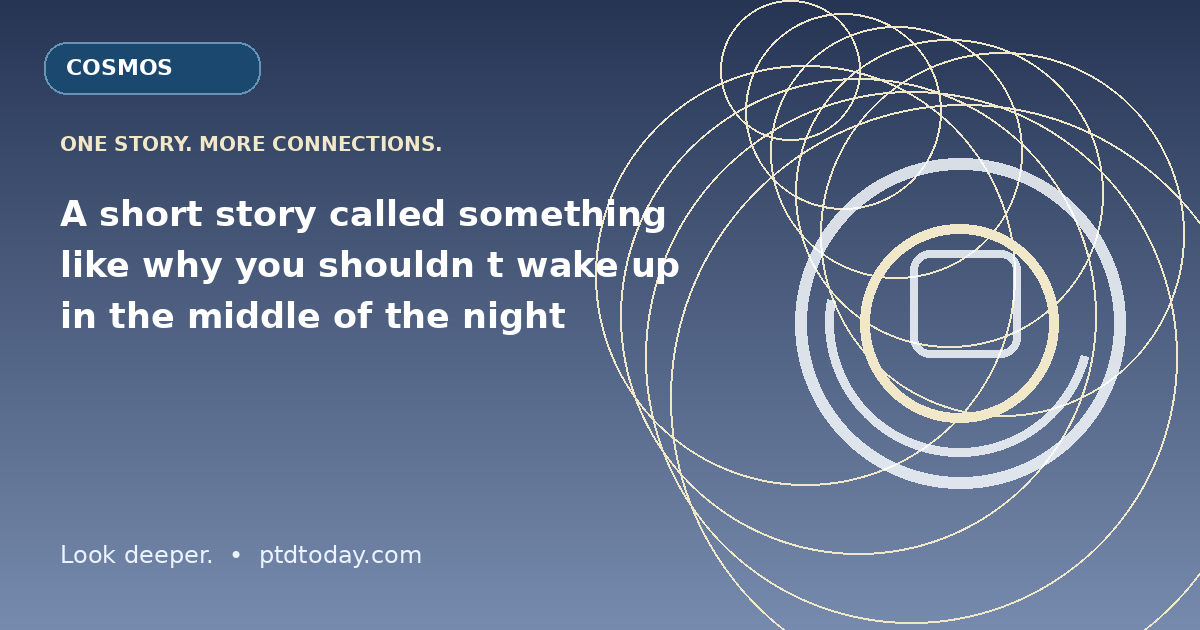 COSMOS
ONE STORY. MORE CONNECTIONS.
A short story called something
like why you shouldn t wake up
in the middle of the night
Look deeper. • ptdtoday.com